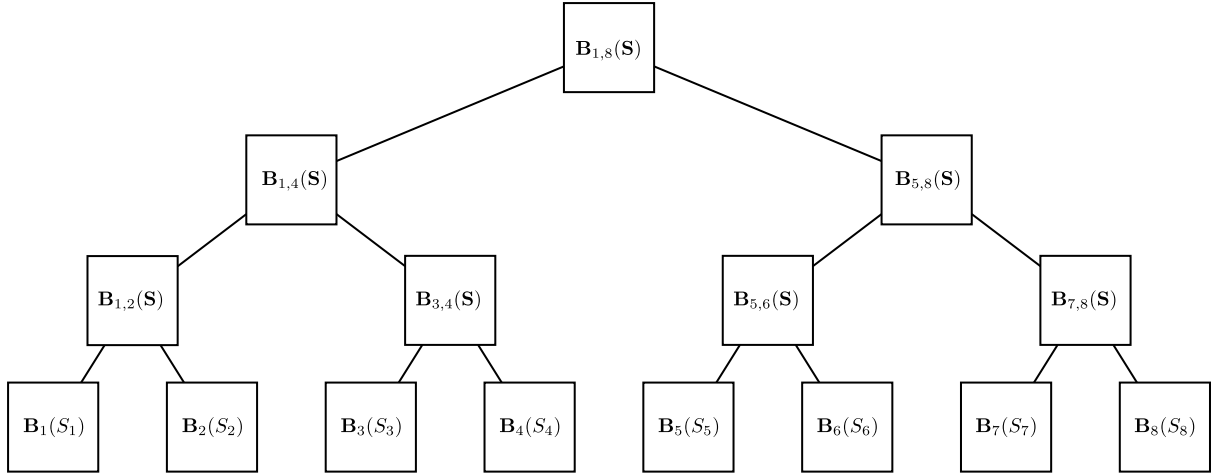 B₁,₈(S)
B₁,₄(S) B₅,₈(S)
B₁,₂(S) B₃,₄(S) B₅,₆(S) B₇,₈(S)
B₁(S₁) B₂(S₂) B₃(S₃) B₄(S₄) B₅(S₅) B₆(S₆) B₇(S₇) B₈(S₈)